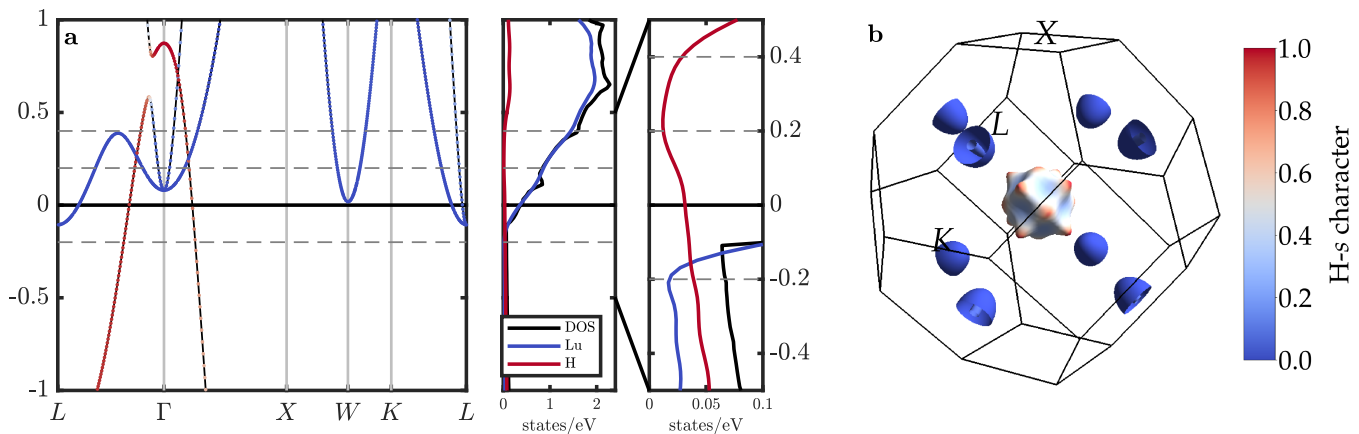 a
1
0.5
0
-0.5
-1
L Γ X W K L
DOS
Lu
H
0 1 2
states/eV
0.4
0.2
0
-0.2
-0.4
0 0.05 0.1
states/eV
b
X
L
K
1.0
0.8
0.6
0.4
0.2
0.0
H-s character